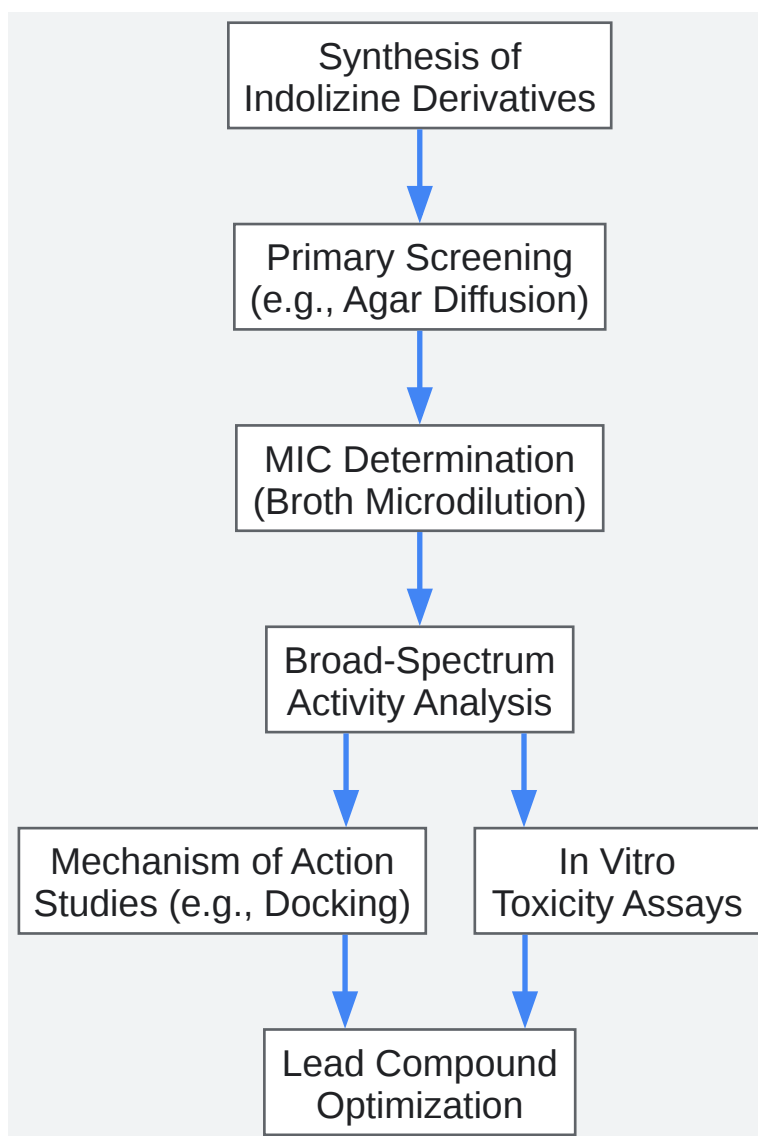 Synthesis of
Indolizine Derivatives
Primary Screening
(e.g., Agar Diffusion)
MIC Determination
(Broth Microdilution)
Broad-Spectrum
Activity Analysis
Mechanism of Action
Studies (e.g., Docking)
In Vitro
Toxicity Assays
Lead Compound
Optimization